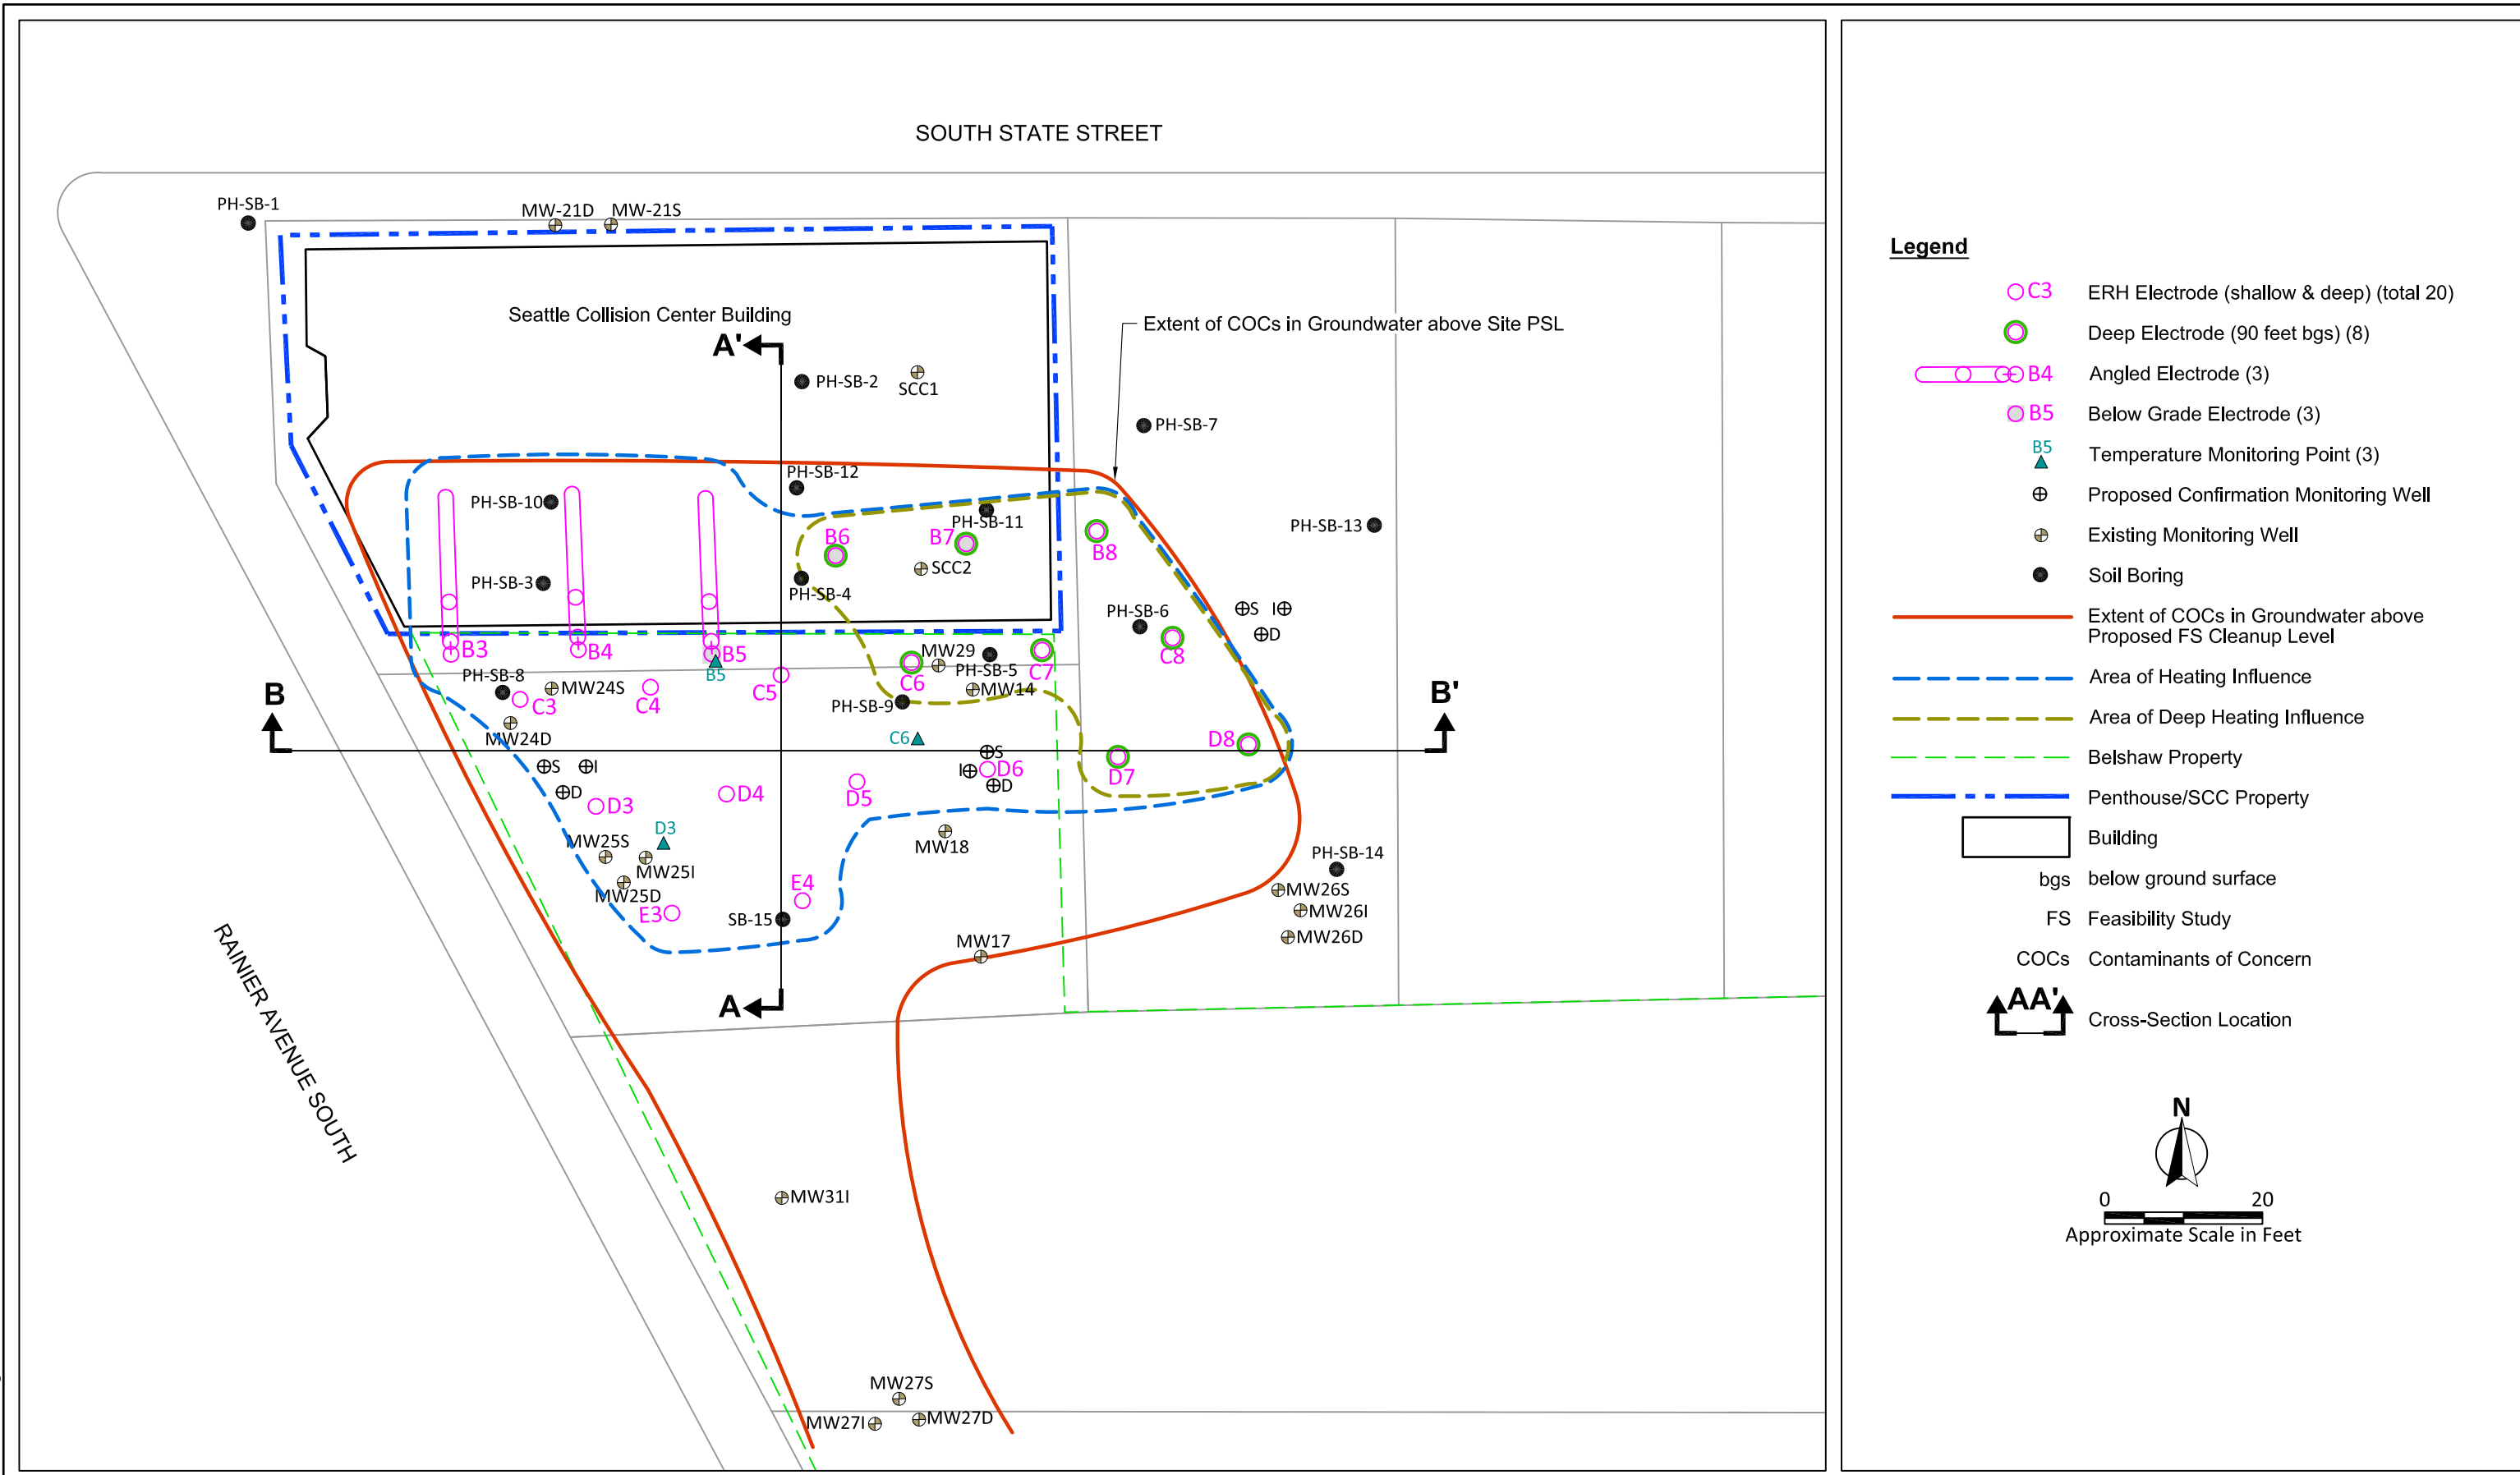 SOUTH STATE STREET
PH-SB-1
MW-21D
MW-21S
Seattle Collision Center Building
A'
Extent of COCs in Groundwater above Site PSL
PH-SB-2
SCC1
PH-SB-7
PH-SB-12
PH-SB-10
PH-SB-11
PH-SB-13
B6
B7
B8
SCC2
PH-SB-3
PH-SB-4
PH-SB-6
S
I
D
B3
B4
B5
B5
MW29
PH-SB-5
C7
C8
C6
MW14
PH-SB-8
MW24S
C3
C4
C5
PH-SB-9
B
B'
MW24D
C6
D8
S
S
I
I
D6
D7
D
D
D3
D4
D5
D3
MW25S
MW25I
MW25D
MW18
PH-SB-14
E4
E3
SB-15
MW26S
MW26I
MW26D
MW17
A
RAINIER AVENUE SOUTH
MW31I
MW27S
MW27I
MW27D
Legend
C3 ERH Electrode (shallow & deep) (total 20)
Deep Electrode (90 feet bgs) (8)
B4 Angled Electrode (3)
B5 Below Grade Electrode (3)
B5 Temperature Monitoring Point (3)
Proposed Confirmation Monitoring Well
Existing Monitoring Well
Soil Boring
Extent of COCs in Groundwater above
Proposed FS Cleanup Level
Area of Heating Influence
Area of Deep Heating Influence
Belshaw Property
Penthouse/SCC Property
Building
bgs below ground surface
FS Feasibility Study
COCs Contaminants of Concern
AA' Cross-Section Location
N
0 20
Approximate Scale in Feet